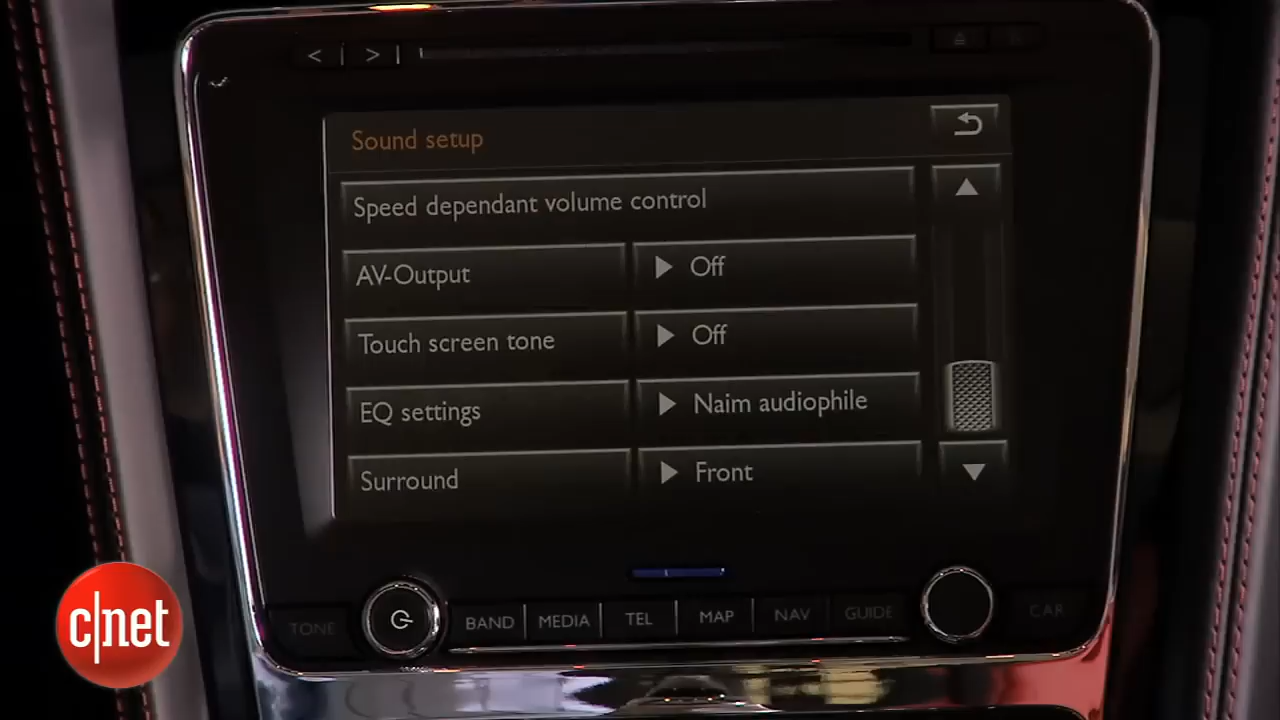 < | > |
Sound setup
Speed dependant volume control
AV-Output
Off
Touch screen tone
Off
EQ settings
Naim audiophile
Surround
Front
TONE
BAND
MEDIA
TEL
MAP
NAV
GUIDE
CAR
c|net